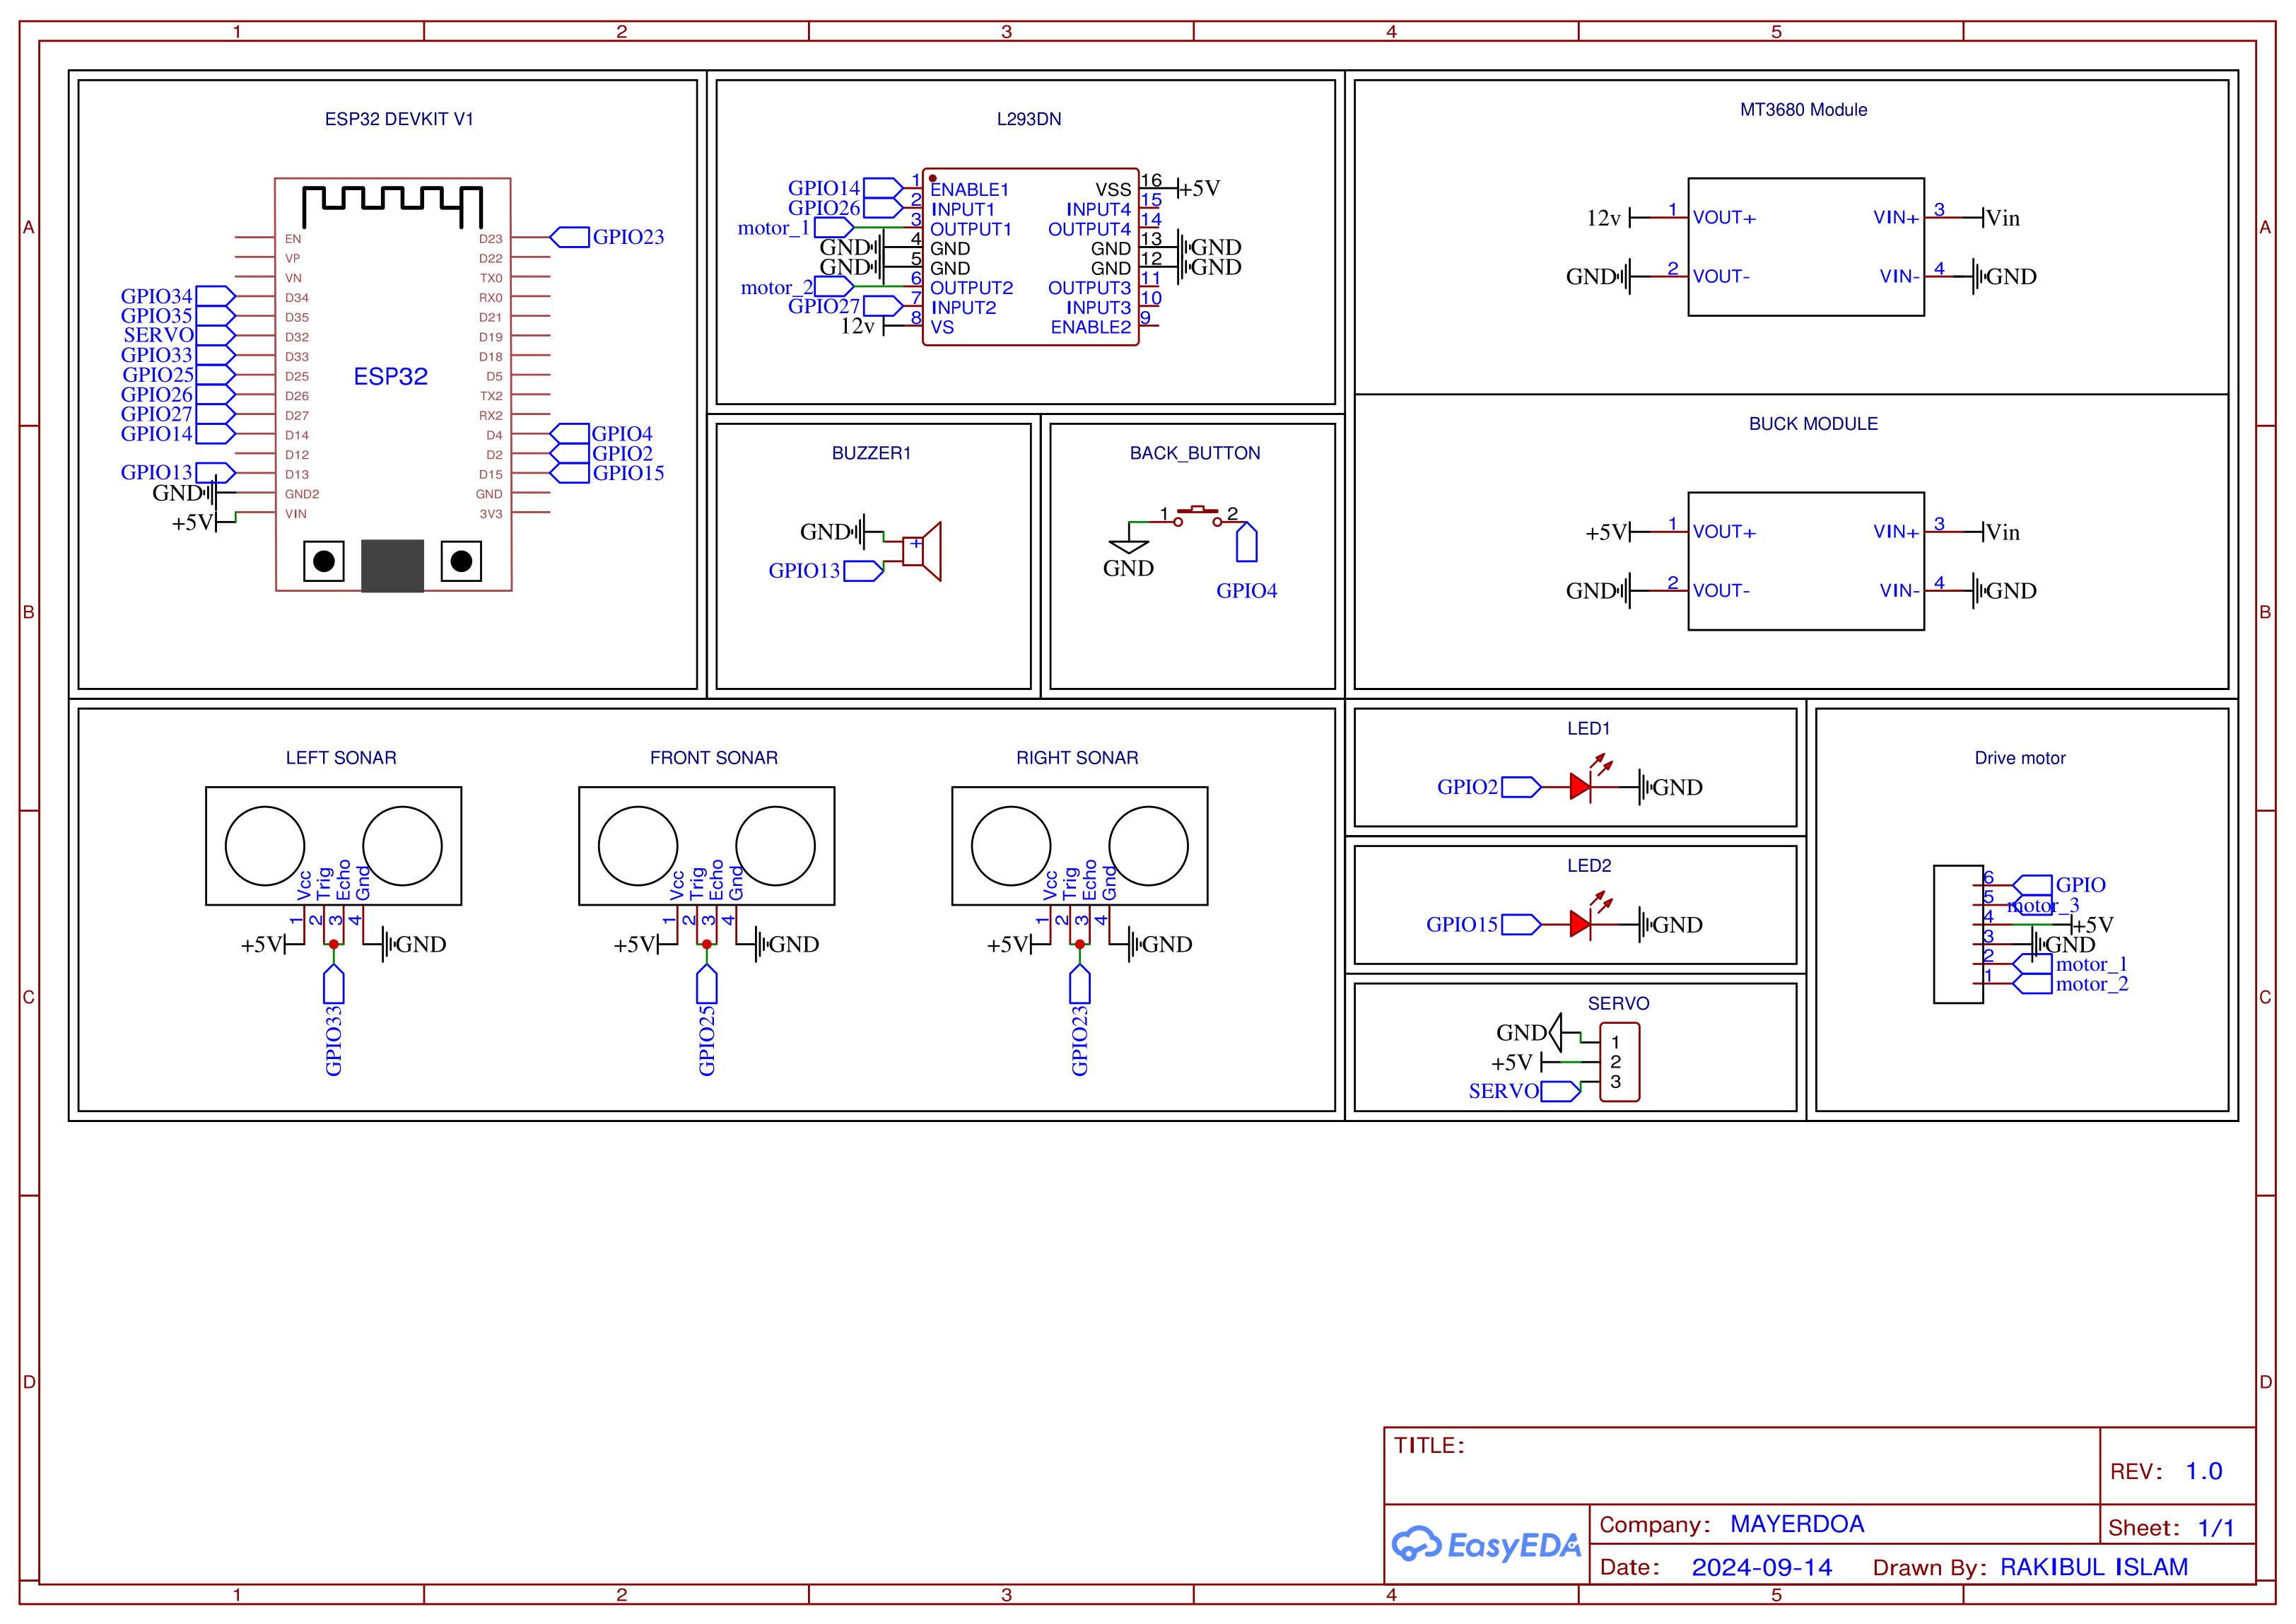 1 2 3 4 5
A
B
C
D
A
B
C
D
ESP32 DEVKIT V1
ESP32
EN
VP
VN
GPIO34 D34
GPIO35 D35
SERVO D32
GPIO33 D33
GPIO25 D25
GPIO26 D26
GPIO27 D27
GPIO14 D14
D12
GPIO13 D13
GND GND2
+5V VIN
D23 GPIO23
D22
TX0
RX0
D21
D19
D18
D5
TX2
RX2
D4 GPIO4
D2 GPIO2
D15 GPIO15
GND
3V3
L293DN
GPIO14 1 ENABLE1
GPIO26 2 INPUT1
motor_1 3 OUTPUT1
GND 4 GND
GND 5 GND
motor_2 6 OUTPUT2
GPIO27 7 INPUT2
12v 8 VS
VSS 16 +5V
INPUT4 15
OUTPUT4 14
GND 13 GND
GND 12 GND
OUTPUT3 11
INPUT3 10
ENABLE2 9
MT3680 Module
12v 1 VOUT+ VIN+ 3 Vin
GND 2 VOUT- VIN- 4 GND
BUZZER1
GND +
GPIO13
BACK_BUTTON
1 2
GND
GPIO4
BUCK MODULE
+5V 1 VOUT+ VIN+ 3 Vin
GND 2 VOUT- VIN- 4 GND
LEFT SONAR
Vcc Trig Echo Gnd
1 2 3 4
+5V GND
GPIO33
FRONT SONAR
Vcc Trig Echo Gnd
1 2 3 4
+5V GND
GPIO25
RIGHT SONAR
Vcc Trig Echo Gnd
1 2 3 4
+5V GND
GPIO23
LED1
GPIO2 GND
LED2
GPIO15 GND
SERVO
GND 1
+5V 2
SERVO 3
Drive motor
6 GPIO
5 motor_3
4 +5V
3 GND
2 motor_1
1 motor_2
TITLE:
REV: 1.0
EasyEDA
Company: MAYERDOA
Sheet: 1/1
Date: 2024-09-14 Drawn By: RAKIBUL ISLAM
1 2 3 4 5